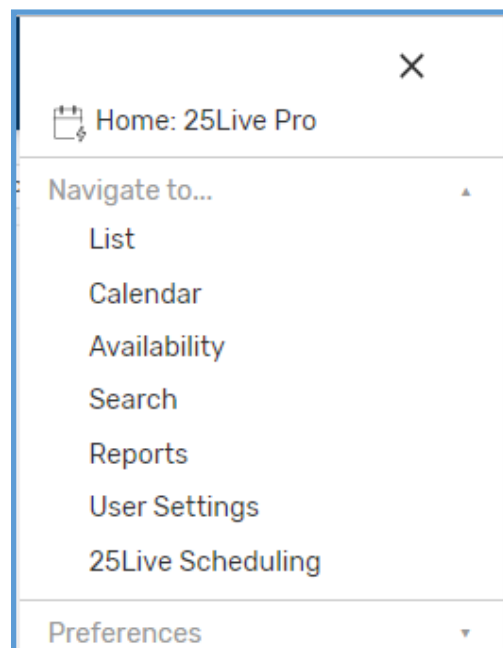 Home: 25Live Pro
Navigate to...
List
Calendar
Availability
Search
Reports
User Settings
25Live Scheduling
Preferences